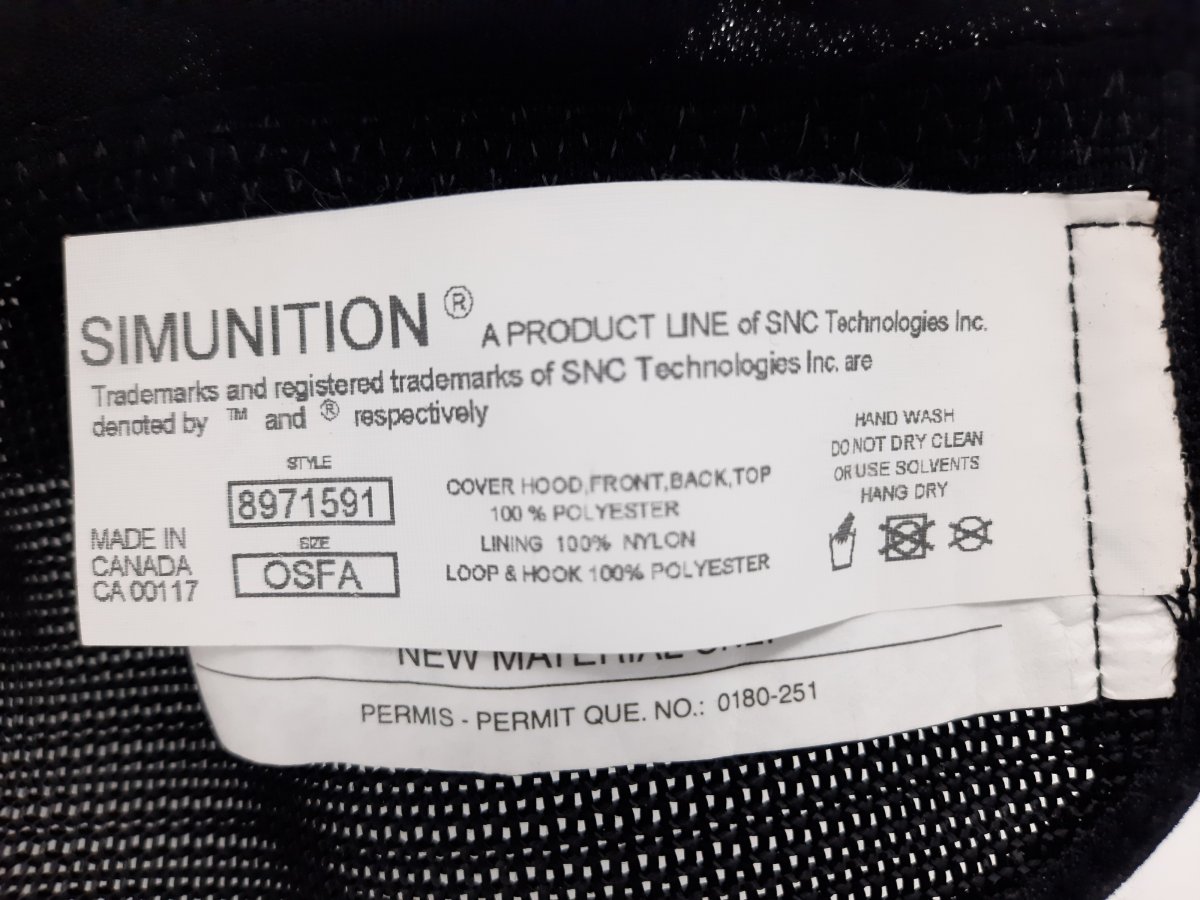 SIMUNITION ® A PRODUCT LINE of SNC Technologies Inc.
Trademarks and registered trademarks of SNC Technologies Inc. are
denoted by ™ and ® respectively
STYLE
8971591
SIZE
OSFA
MADE IN
CANADA
CA 00117
COVER HOOD,FRONT,BACK,TOP
100 % POLYESTER
LINING 100% NYLON
LOOP & HOOK 100% POLYESTER
HAND WASH
DO NOT DRY CLEAN
OR USE SOLVENTS
HANG DRY
NEW MATERIAL ONLY
PERMIS - PERMIT QUE. NO.: 0180-251